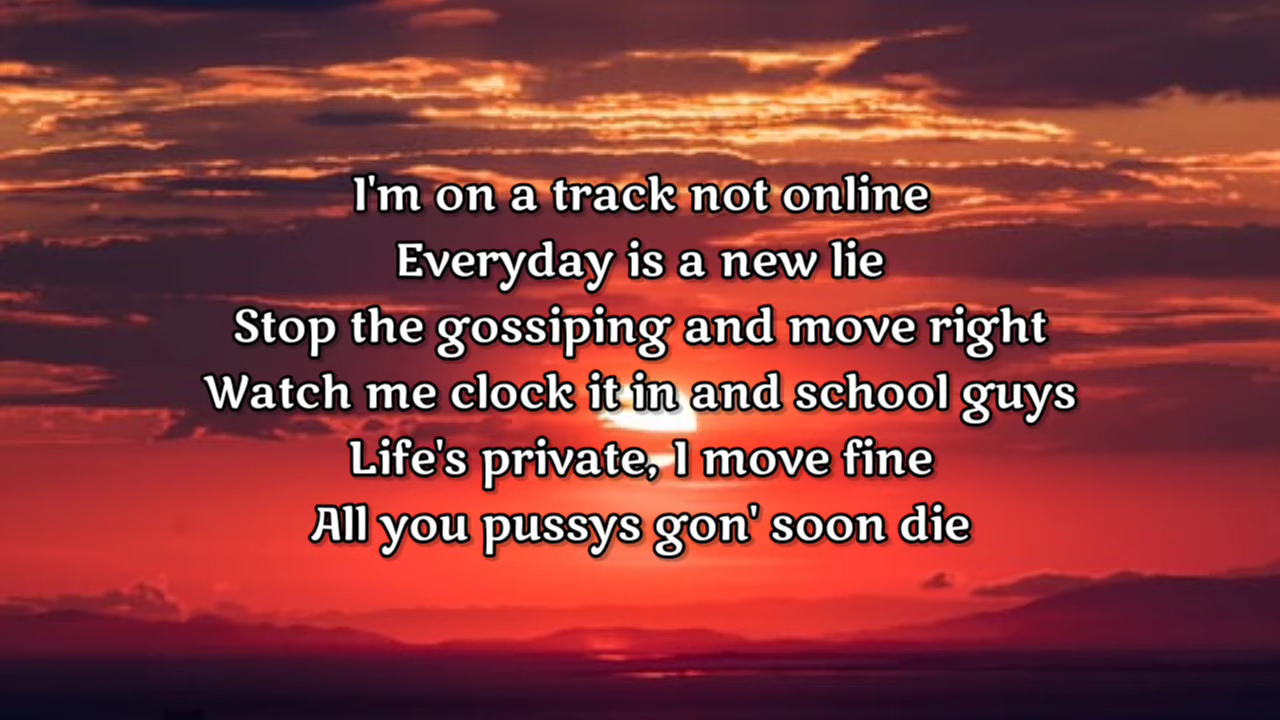 I'm on a track not online
Everyday is a new lie
Stop the gossiping and move right
Watch me clock it in and school guys
Life's private, I move fine
All you pussys gon' soon die